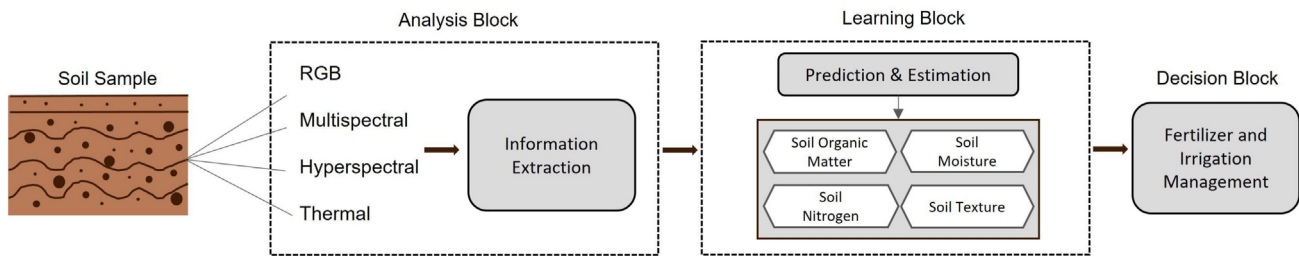 Soil Sample
Analysis Block
RGB
Multispectral
Hyperspectral
Thermal
Information
Extraction
Learning Block
Prediction & Estimation
Soil Organic
Matter
Soil
Moisture
Soil
Nitrogen
Soil Texture
Decision Block
Fertilizer and
Irrigation
Management